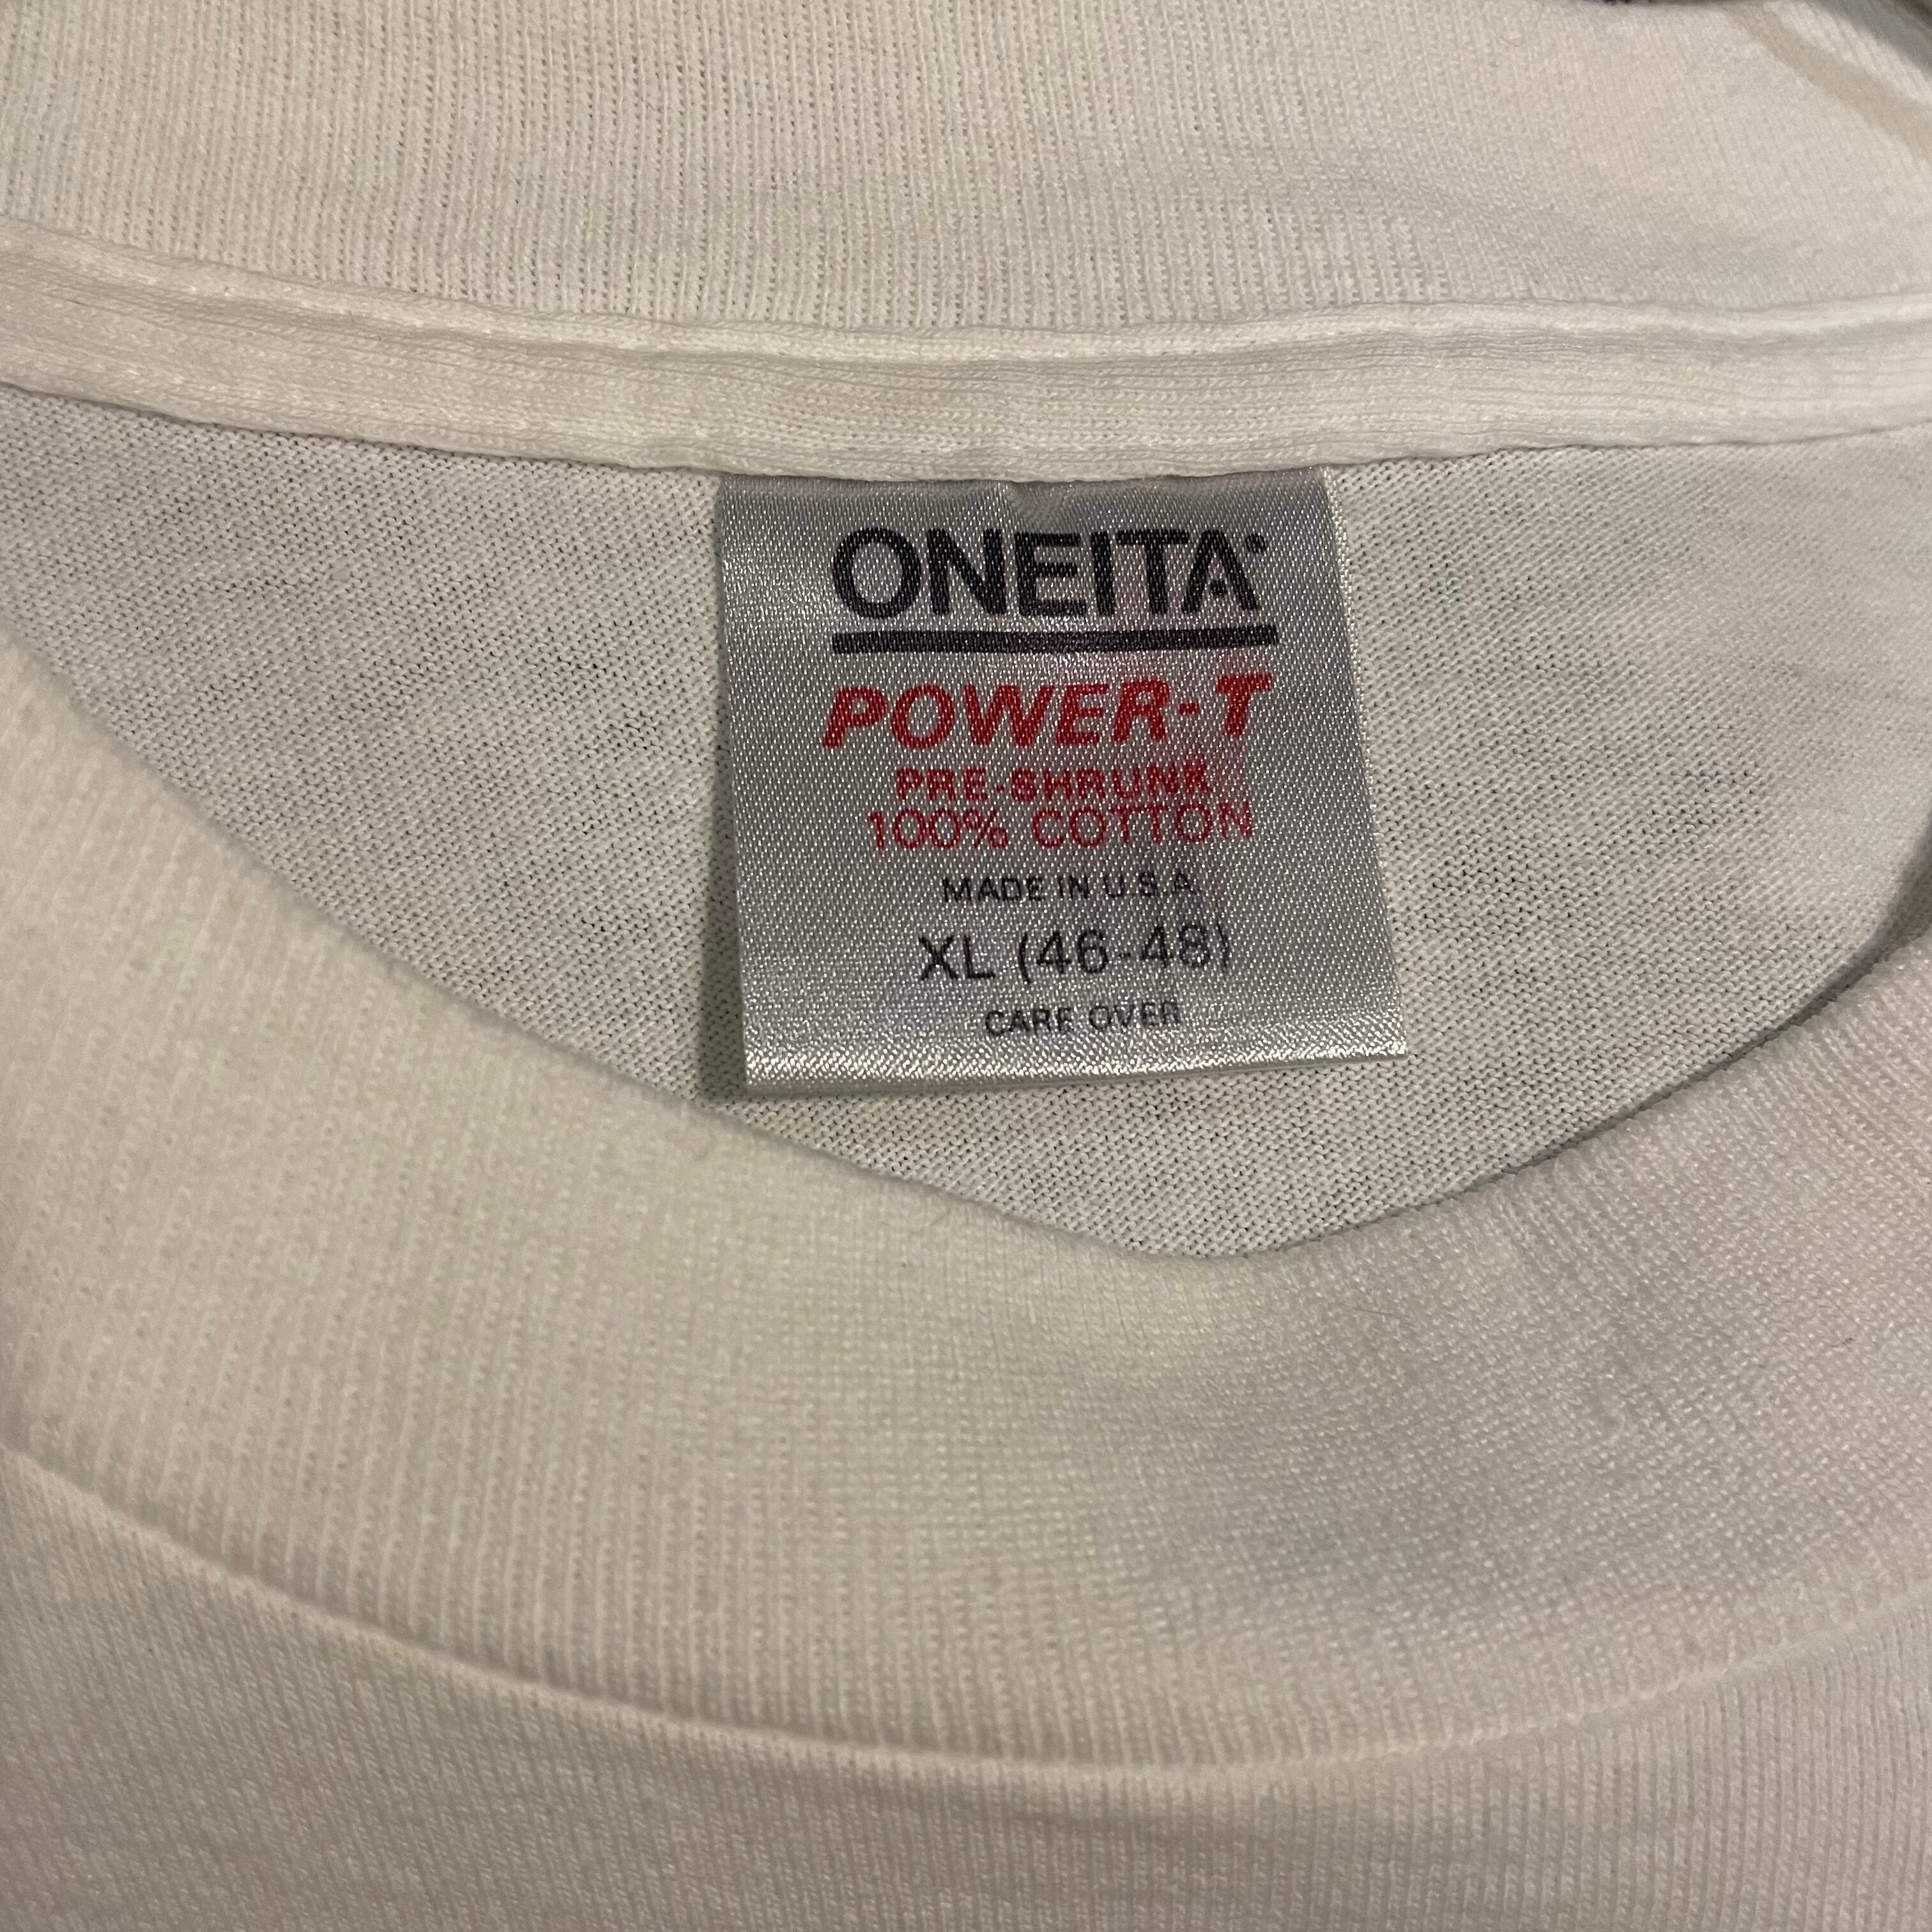 ONEITA®
POWER-T
PRE-SHRUNK
100% COTTON
MADE IN U.S.A.
XL (46-48)
CARE OVER